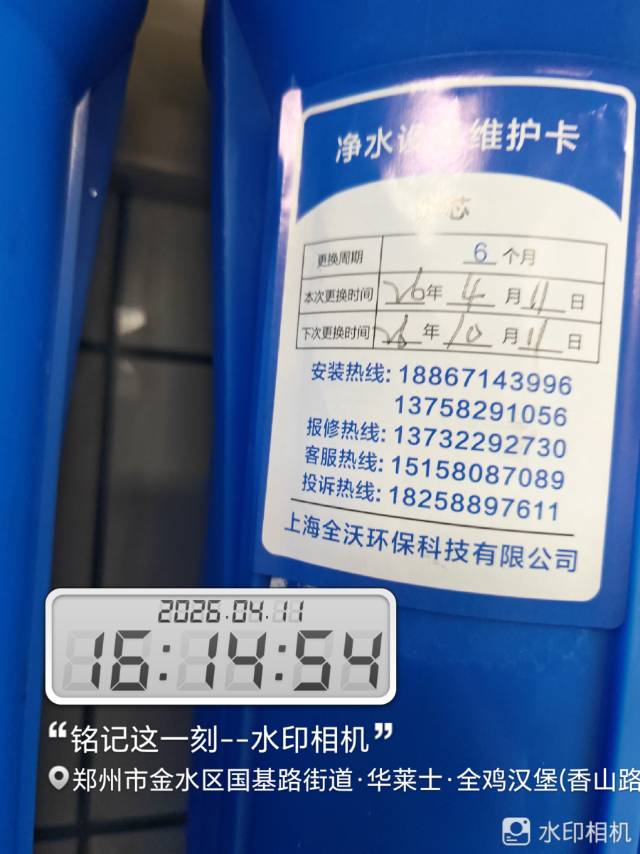 净水设 维护卡
芯
更换周期 6 个月
本次更换时间 26年 4 月 11 日
下次更换时间 26年 10 月 11 日
安装热线: 18867143996
13758291056
报修热线: 13732292730
客服热线: 15158087089
投诉热线: 18258897611
上海全沃环保科技有限公司
2026.04.11
16:14:54
“铭记这一刻--水印相机”
郑州市金水区国基路街道·华莱士·全鸡汉堡(香山路
水印相机